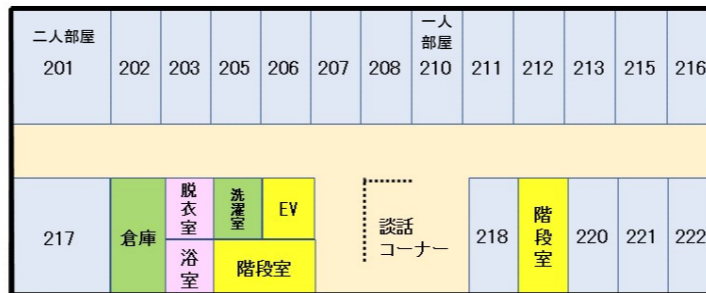 二人部屋
201
202
203
205
206
207
208
一人
部屋
210
211
212
213
215
216
217
倉庫
脱衣室
浴室
洗濯室
EV
階段室
談話
コーナー
218
階段室
220
221
222